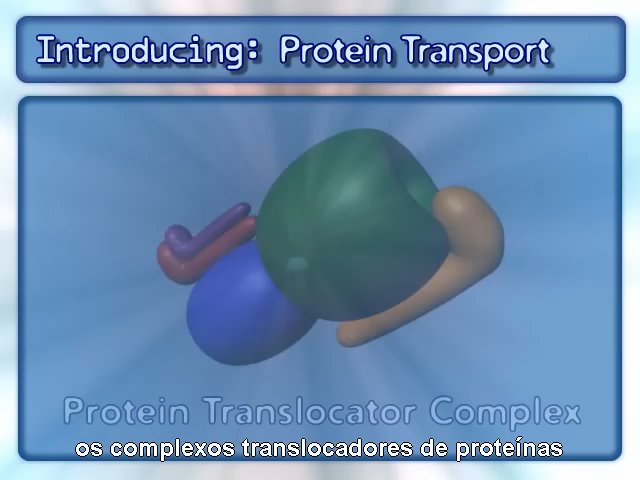 Introducing: Protein Transport
Protein Translocator Complex
os complexos translocadores de proteínas